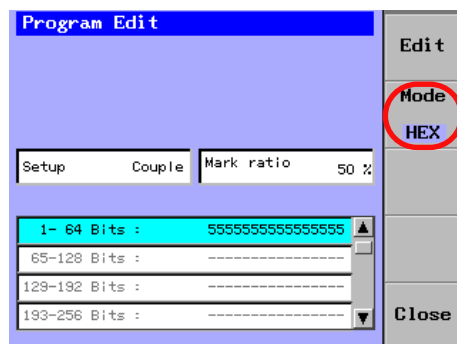 Program Edit
Edit
Mode
HEX
Setup Couple Mark ratio 50 %
1- 64 Bits : 5555555555555555
65-128 Bits : ----------------
129-192 Bits : ----------------
193-256 Bits : ----------------
Close